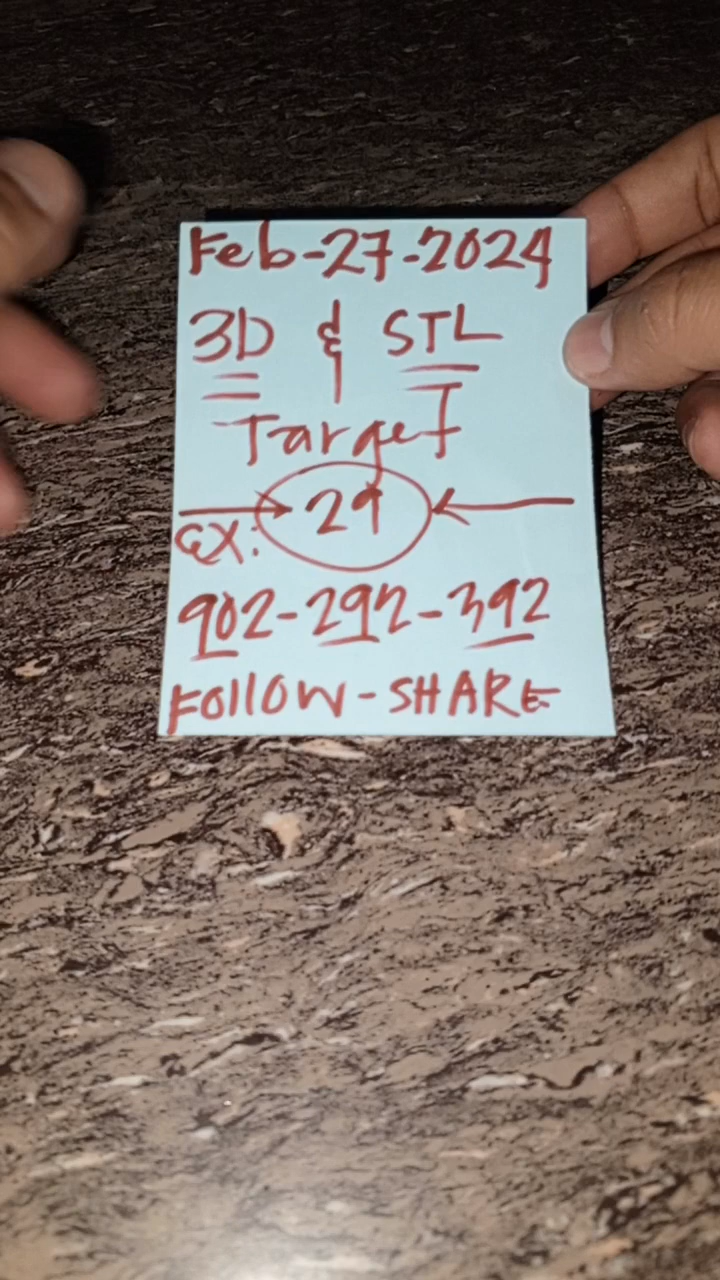 Feb-27-2024
3D & STL
Target
29
ex:
902-292-392
FOllOW-SHARE